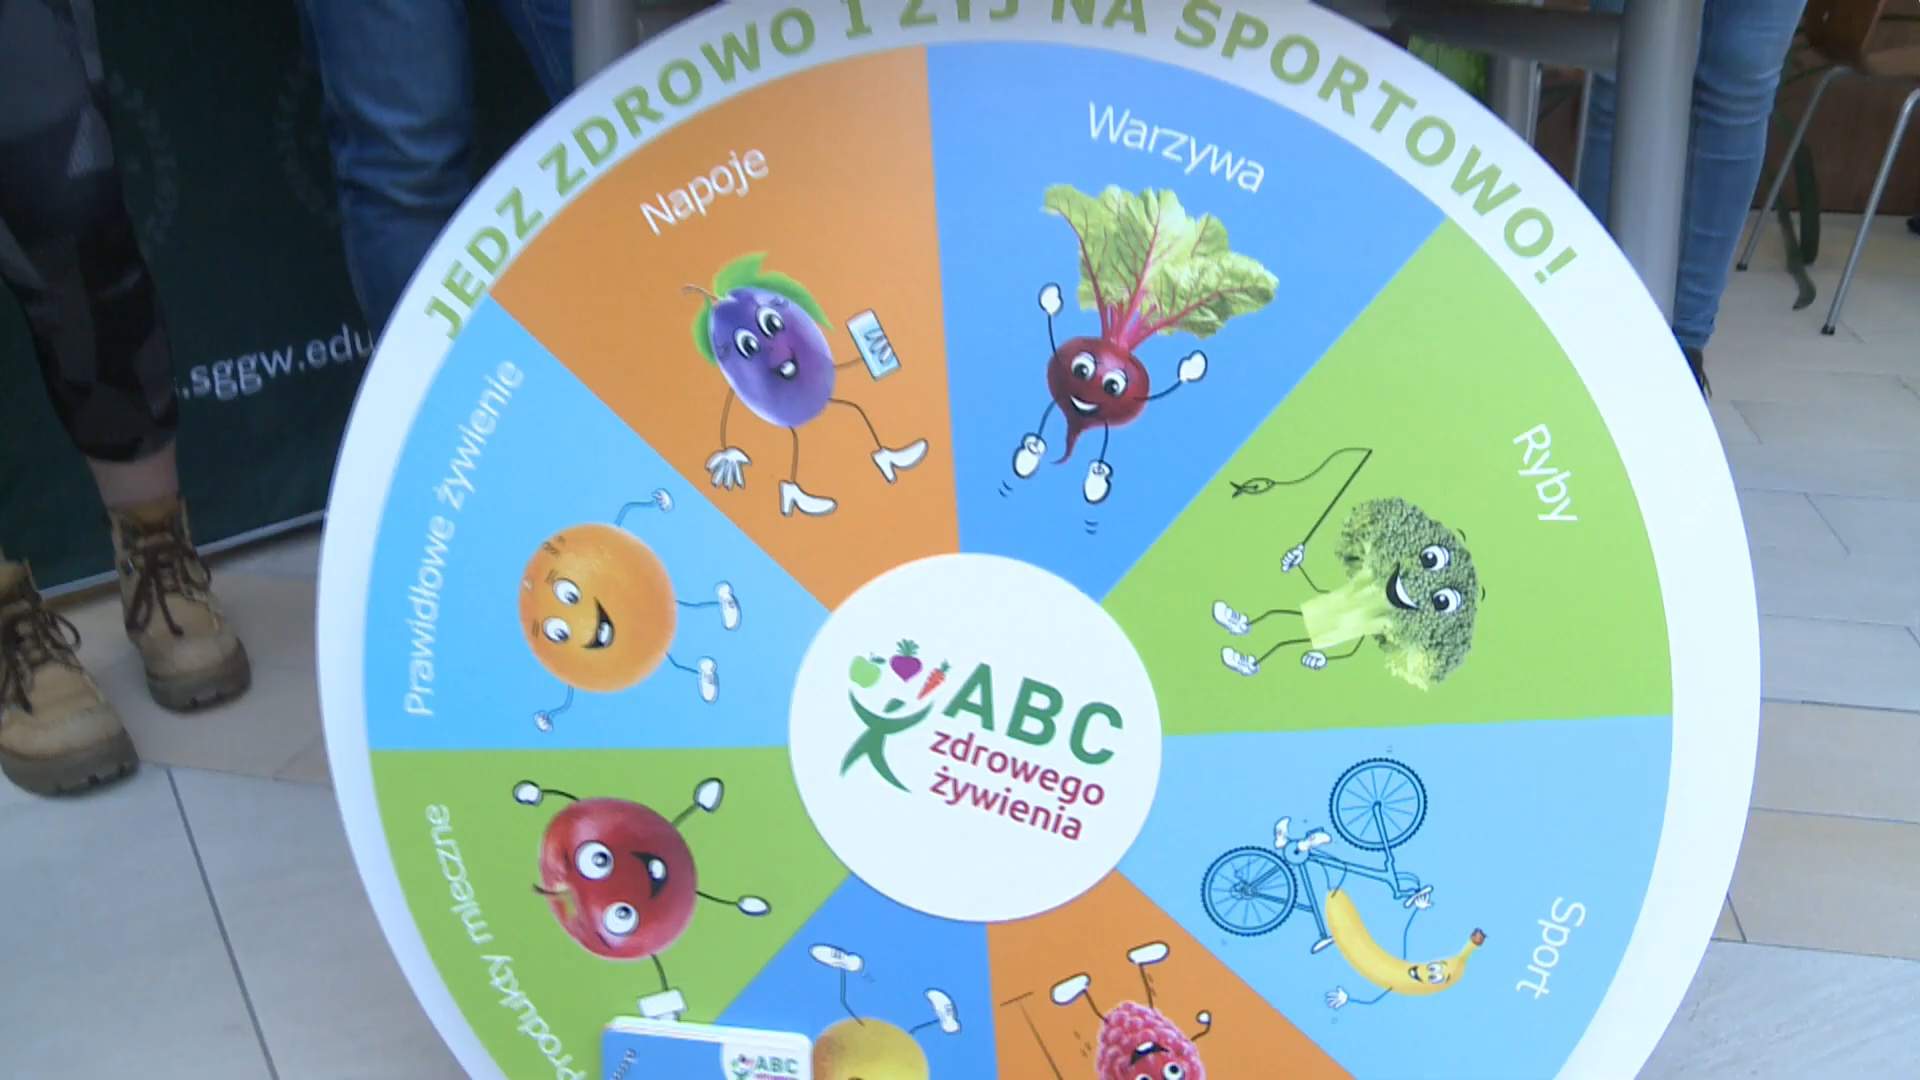 JEDZ ZDROWO I ŻYJ NA SPORTOWO!
Napoje
Warzywa
Ryby
Prawidłowe żywienie
.sggw.edu
ABC
zdrowego
żywienia
Sport
Produkty mleczne
ABC